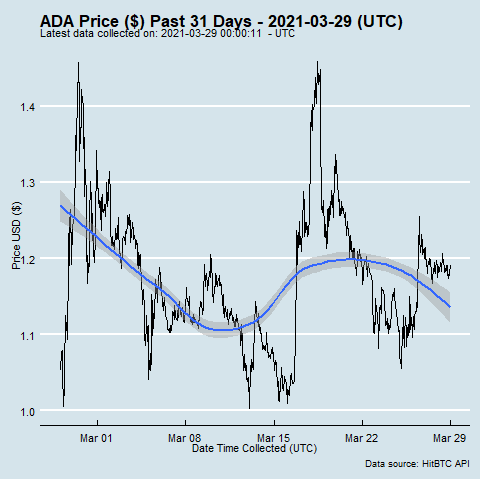 ADA Price ($) Past 31 Days - 2021-03-29 (UTC)
Latest data collected on: 2021-03-29 00:00:11 - UTC
Price USD ($)
1.4
1.3
1.2
1.1
1.0
Mar 01 Mar 08 Mar 15 Mar 22 Mar 29
Date Time Collected (UTC)
Data source: HitBTC API